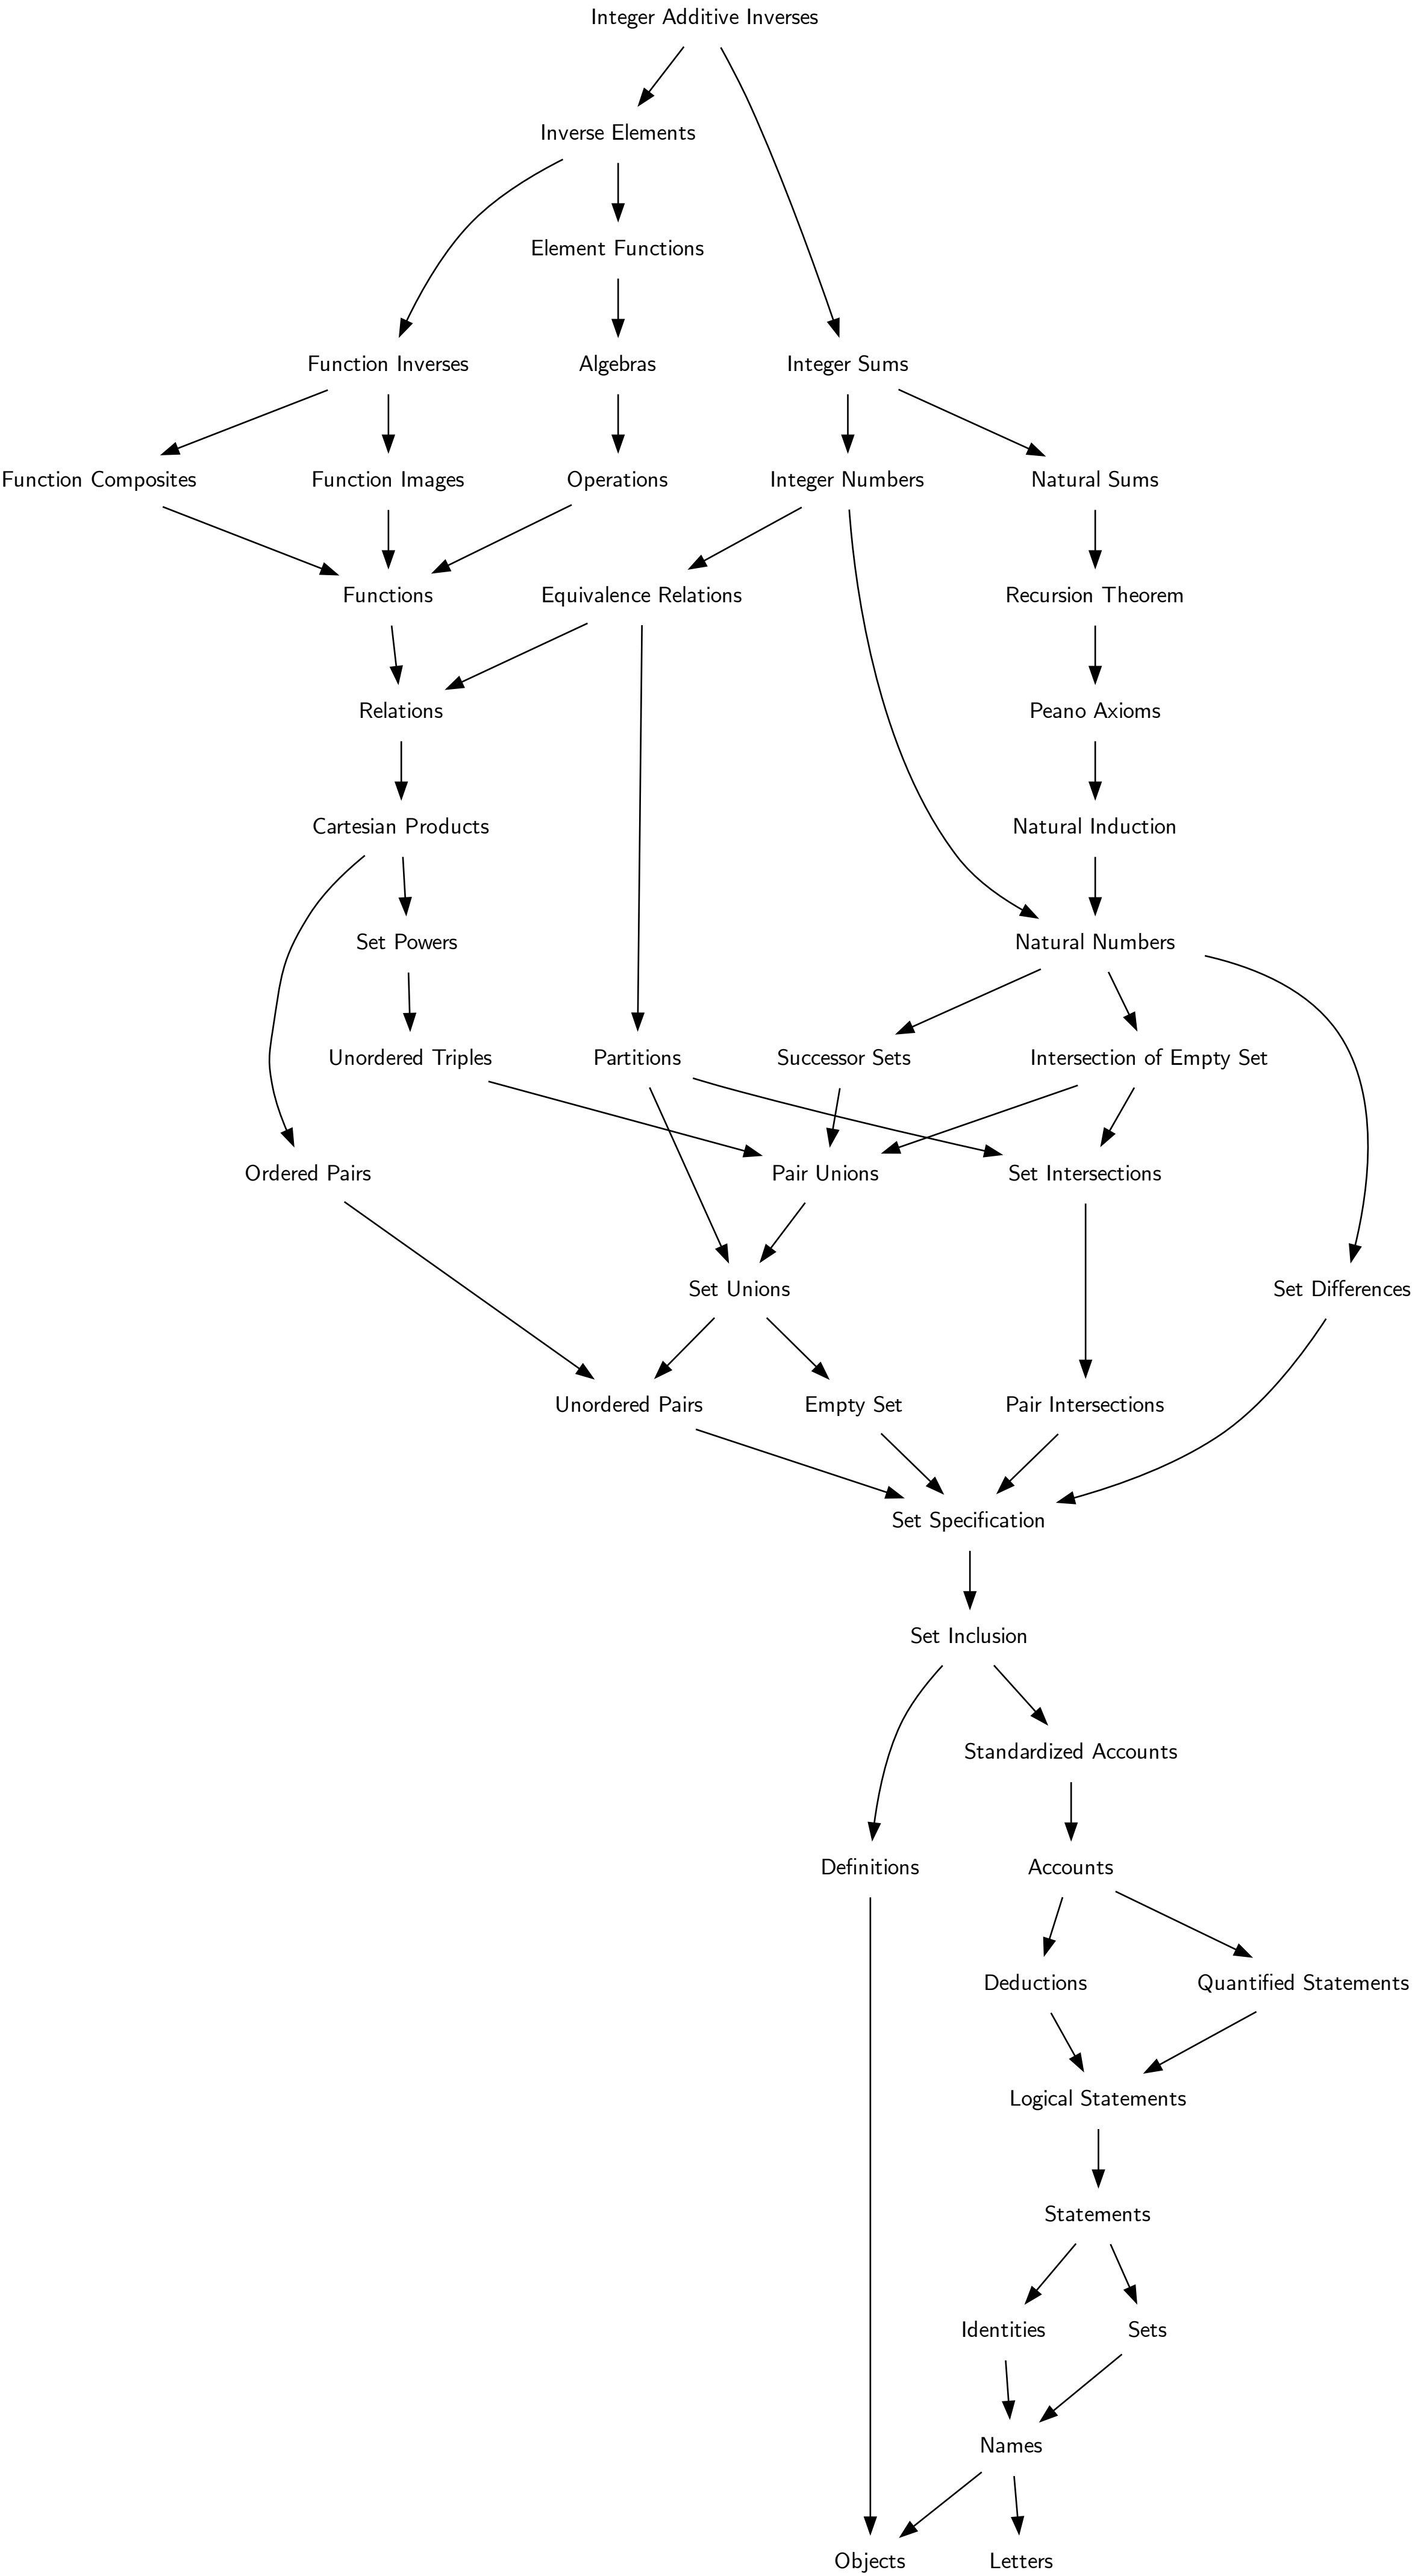 Integer Additive Inverses
Inverse Elements
Element Functions
Function Inverses
Algebras
Integer Sums
Function Composites
Function Images
Operations
Integer Numbers
Natural Sums
Functions
Equivalence Relations
Recursion Theorem
Relations
Peano Axioms
Cartesian Products
Natural Induction
Set Powers
Natural Numbers
Unordered Triples
Partitions
Successor Sets
Intersection of Empty Set
Ordered Pairs
Pair Unions
Set Intersections
Set Unions
Set Differences
Unordered Pairs
Empty Set
Pair Intersections
Set Specification
Set Inclusion
Standardized Accounts
Definitions
Accounts
Deductions
Quantified Statements
Logical Statements
Statements
Identities
Sets
Names
Objects
Letters